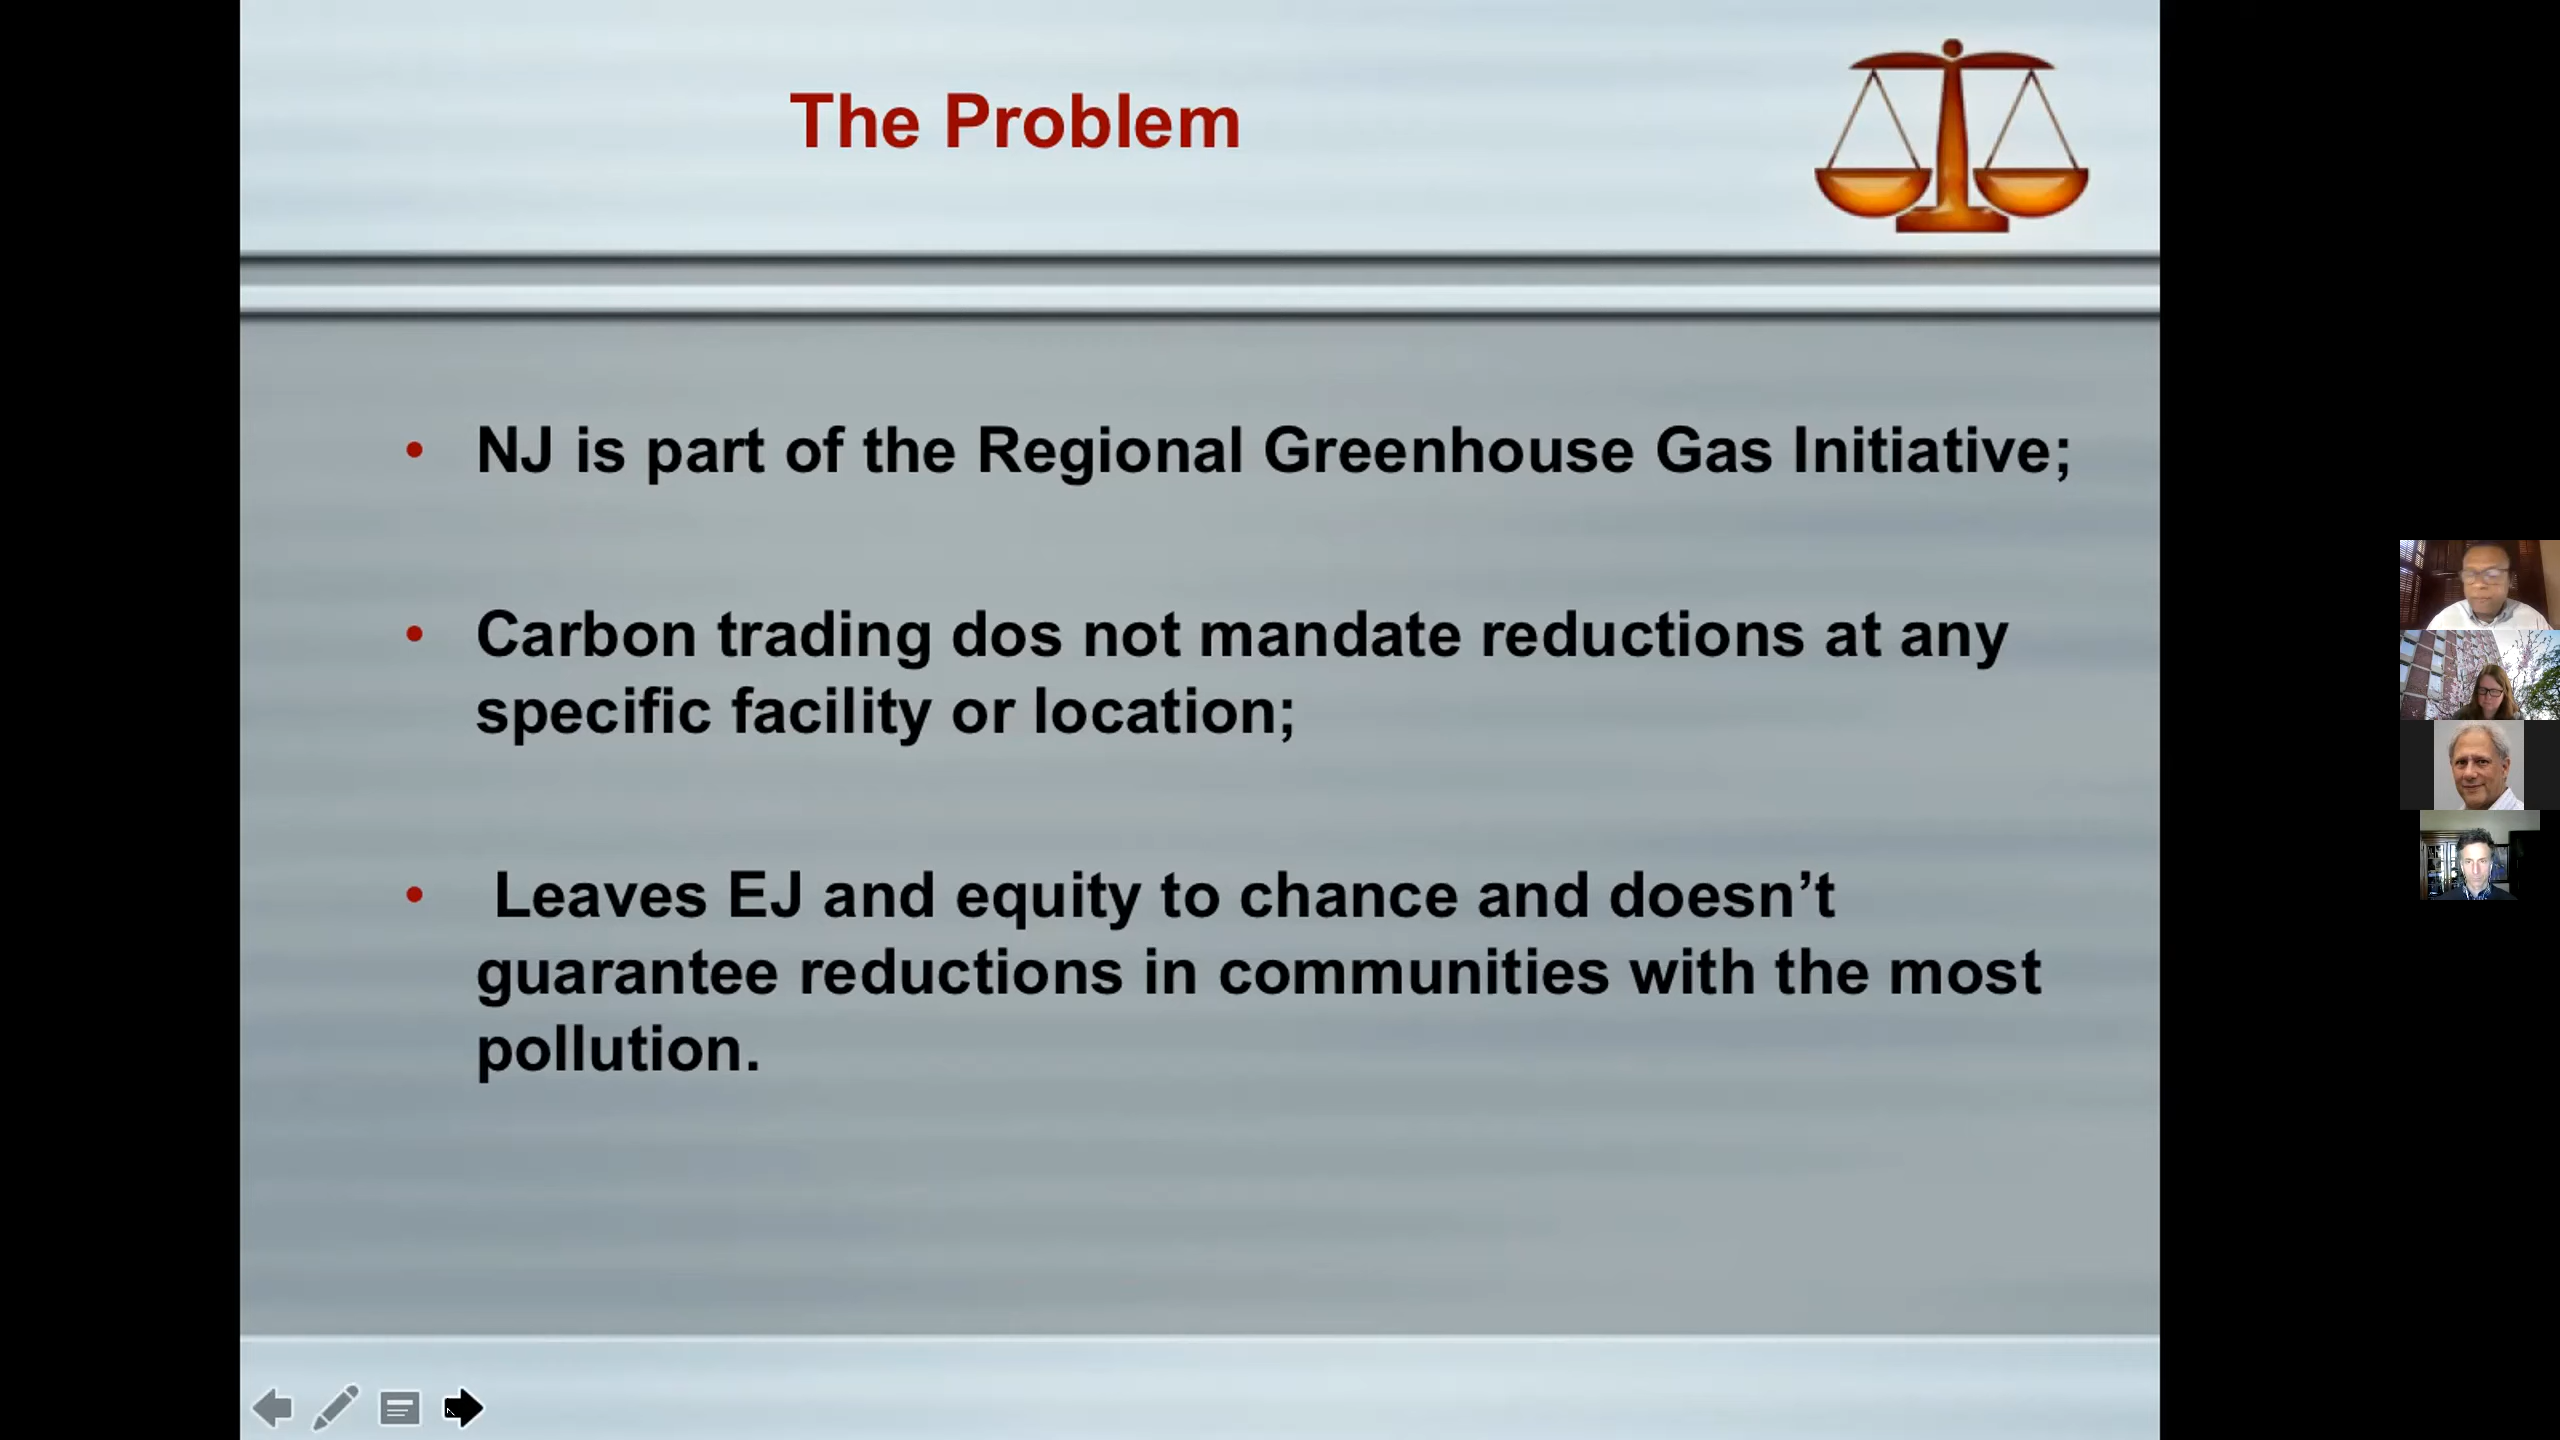 The Problem
• NJ is part of the Regional Greenhouse Gas Initiative;
• Carbon trading dos not mandate reductions at any
specific facility or location;
• Leaves EJ and equity to chance and doesn’t
guarantee reductions in communities with the most
pollution.